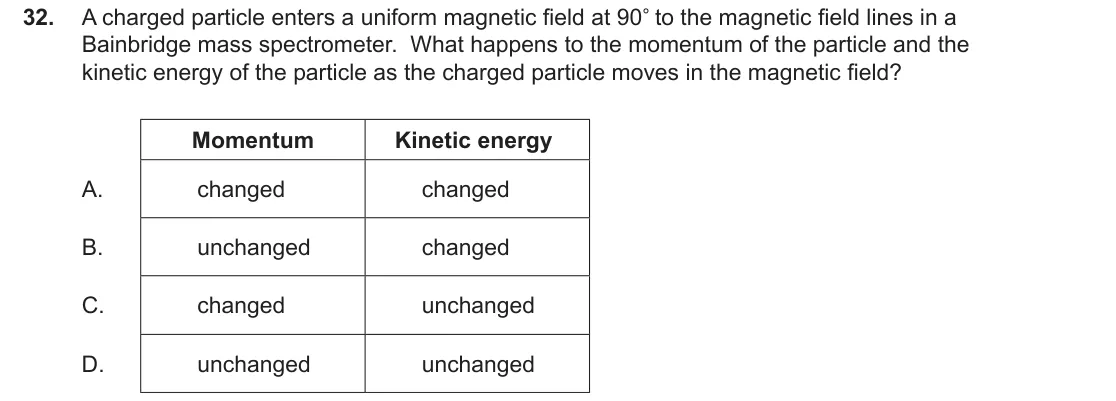 32. A charged particle enters a uniform magnetic field at 90° to the magnetic field lines in a
Bainbridge mass spectrometer. What happens to the momentum of the particle and the
kinetic energy of the particle as the charged particle moves in the magnetic field?
Momentum Kinetic energy
A. changed changed
B. unchanged changed
C. changed unchanged
D. unchanged unchanged